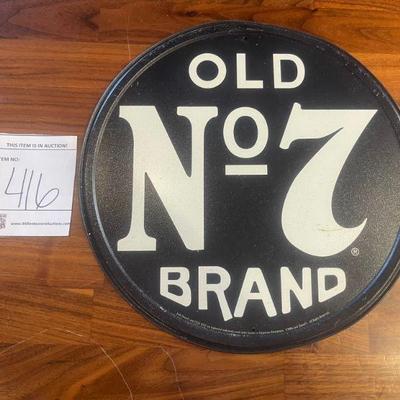 OLD
No7
®
BRAND
THIS ITEM IS IN AUCTION!
ITEM NO:
416